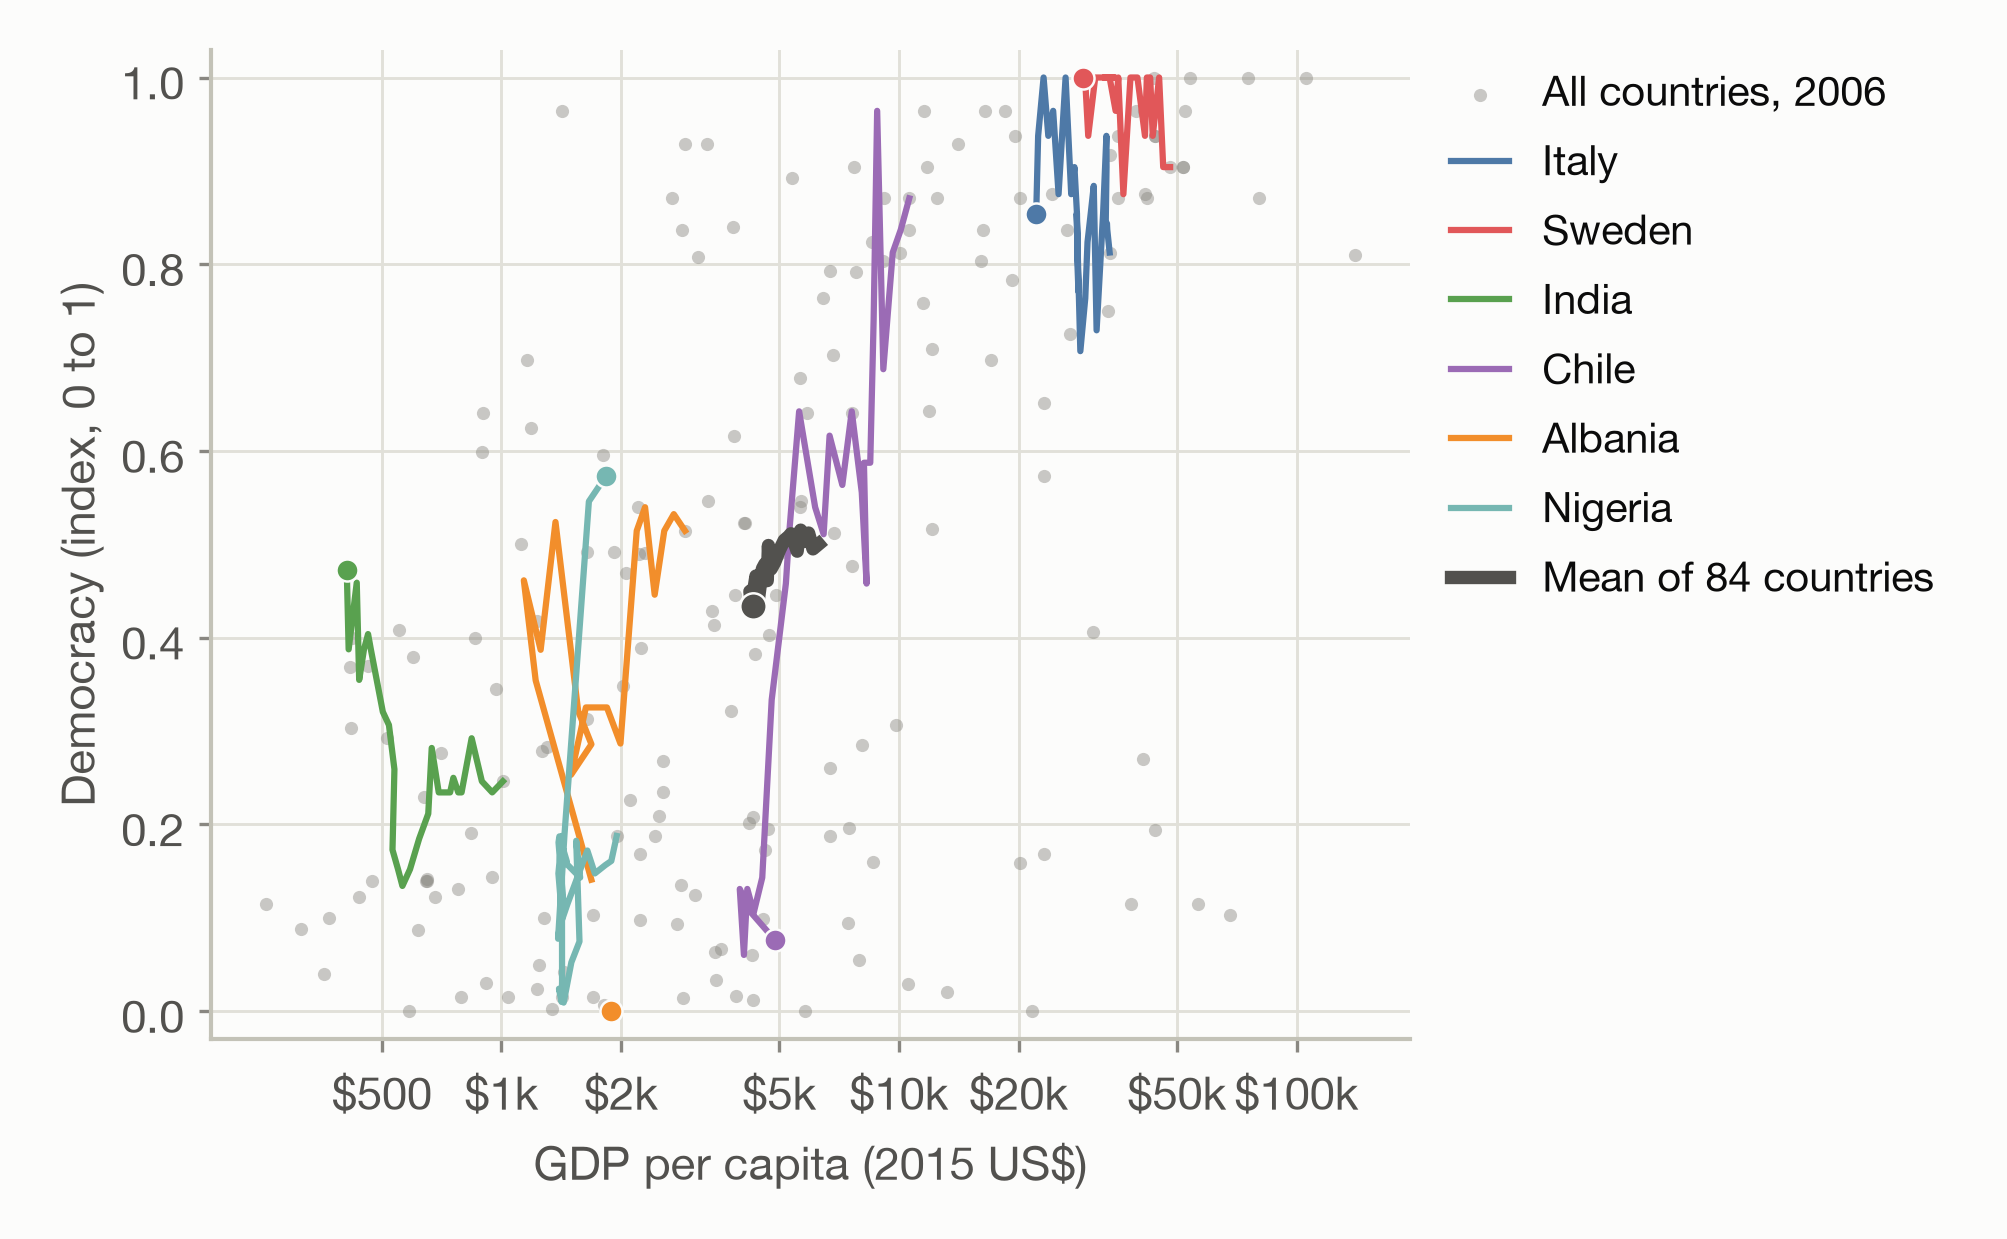 1.0
0.8
0.6
0.4
0.2
0.0
Democracy (index, 0 to 1)
$500 $1k $2k $5k $10k $20k $50k $100k
GDP per capita (2015 US$)
All countries, 2006
Italy
Sweden
India
Chile
Albania
Nigeria
Mean of 84 countries